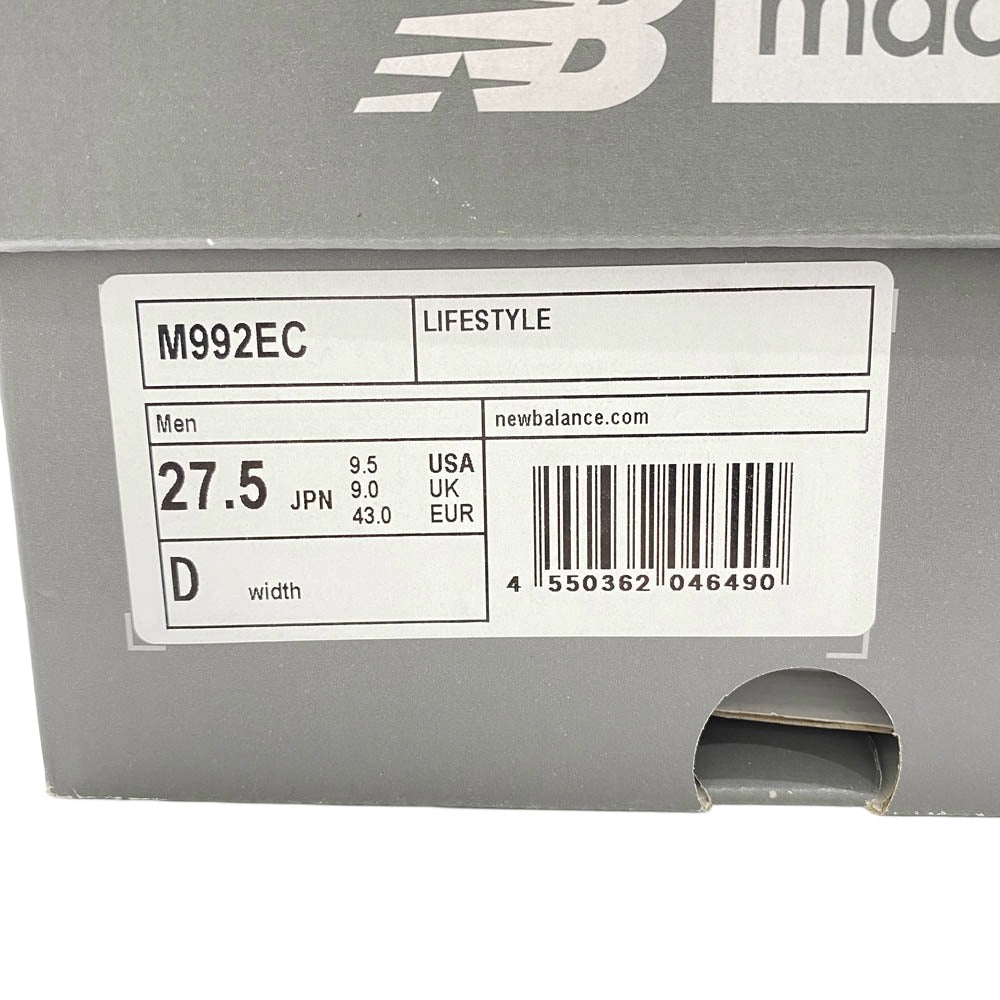 NB
M992EC
LIFESTYLE
Men
newbalance.com
27.5 JPN
9.5 USA
9.0 UK
43.0 EUR
D width
4 550362 046490